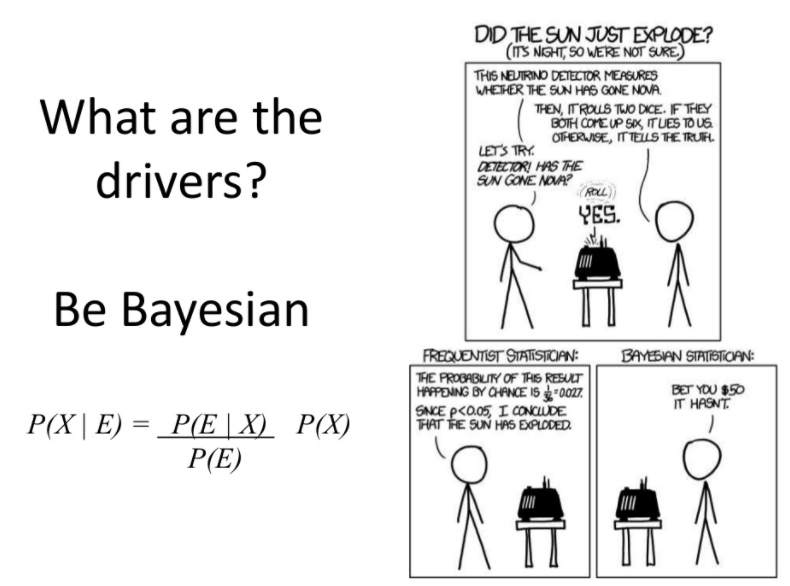 What are the
drivers?
Be Bayesian
P(X | E) = P(E | X) P(X)
P(E)
DID THE SUN JUST EXPLODE?
(IT'S NIGHT, SO WE'RE NOT SURE.)
THIS NEUTRINO DETECTOR MEASURES
WHETHER THE SUN HAS GONE NOVA.
THEN, IT ROLLS TWO DICE. IF THEY
BOTH COME UP SIX, IT LIES TO US.
OTHERWISE, IT TELLS THE TRUTH.
LET'S TRY.
DETECTOR! HAS THE
SUN GONE NOVA?
(ROLL)
YES.
FREQUENTIST STATISTICIAN:
THE PROBABILITY OF THIS RESULT
HAPPENING BY CHANCE IS 1/36=0.027.
SINCE p<0.05, I CONCLUDE
THAT THE SUN HAS EXPLODED.
BAYESIAN STATISTICIAN:
BET YOU $50
IT HASN'T.